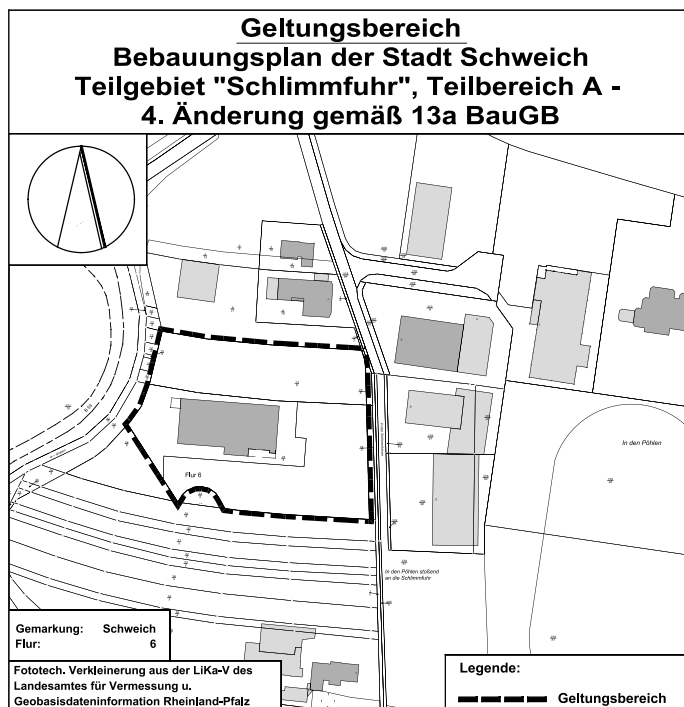 Geltungsbereich
Bebauungsplan der Stadt Schweich
Teilgebiet "Schlimmfuhr", Teilbereich A -
4. Änderung gemäß 13a BauGB
In den Pöhlen
Flur 6
In den Pöhlen stoßend
an die Schlimmfuhr
Gemarkung: Schweich
Flur: 6
Fototech. Verkleinerung aus der LiKa-V des
Landesamtes für Vermessung u.
Geobasisdateninformation Rheinland-Pfalz
Legende:
Geltungsbereich